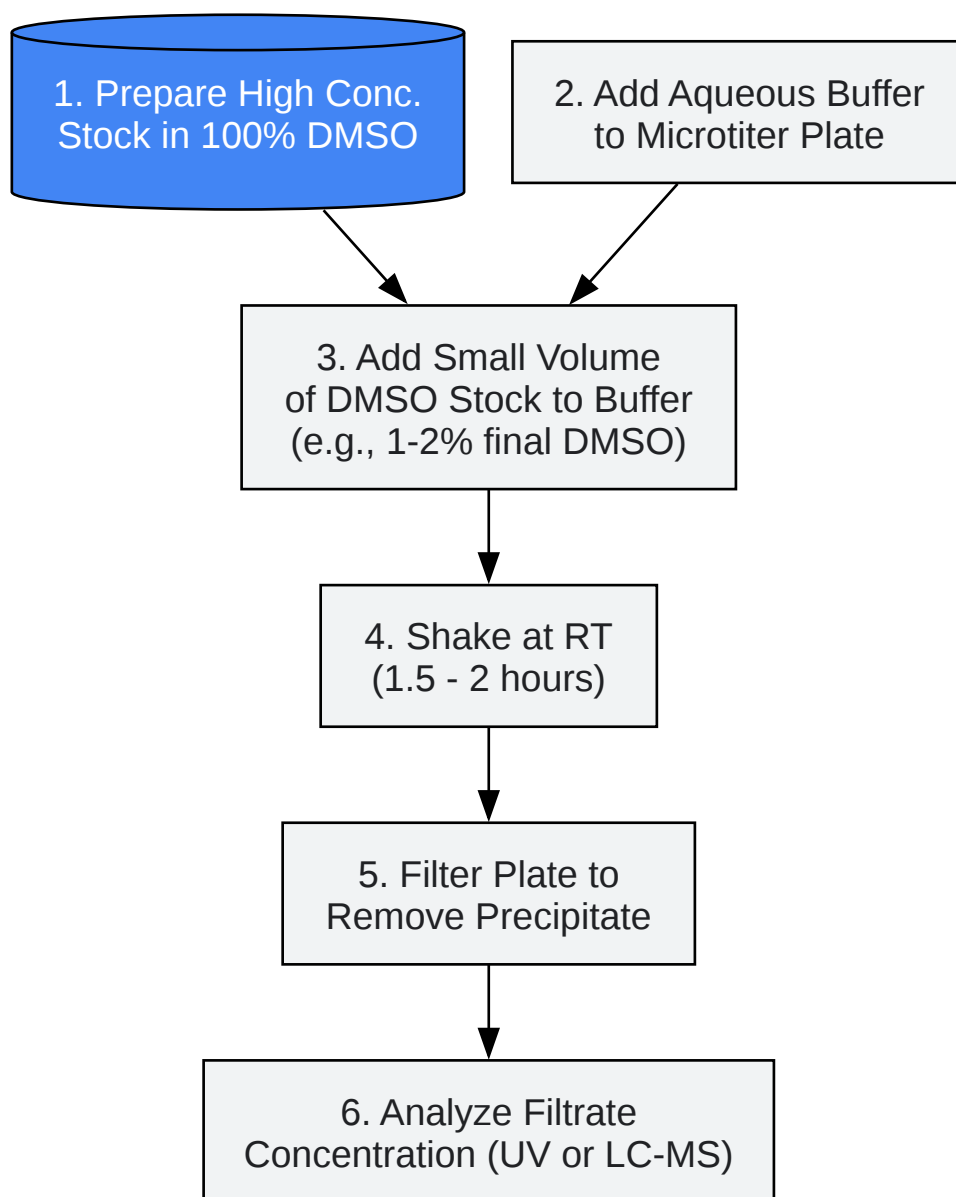 1. Prepare High Conc.
Stock in 100% DMSO
2. Add Aqueous Buffer
to Microtiter Plate
3. Add Small Volume
of DMSO Stock to Buffer
(e.g., 1-2% final DMSO)
4. Shake at RT
(1.5 - 2 hours)
5. Filter Plate to
Remove Precipitate
6. Analyze Filtrate
Concentration (UV or LC-MS)